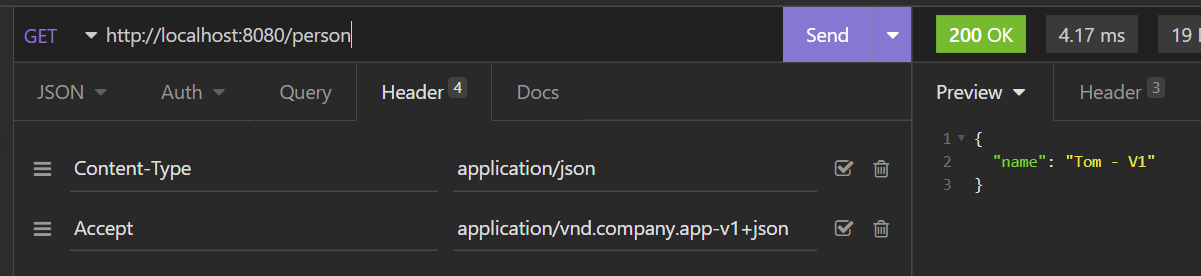 GET http://localhost:8080/person Send 200 OK 4.17 ms 19
JSON Auth Query Header 4 Docs Preview Header 3
Content-Type application/json
Accept application/vnd.company.app-v1+json
1 {
2 "name": "Tom - V1"
3 }